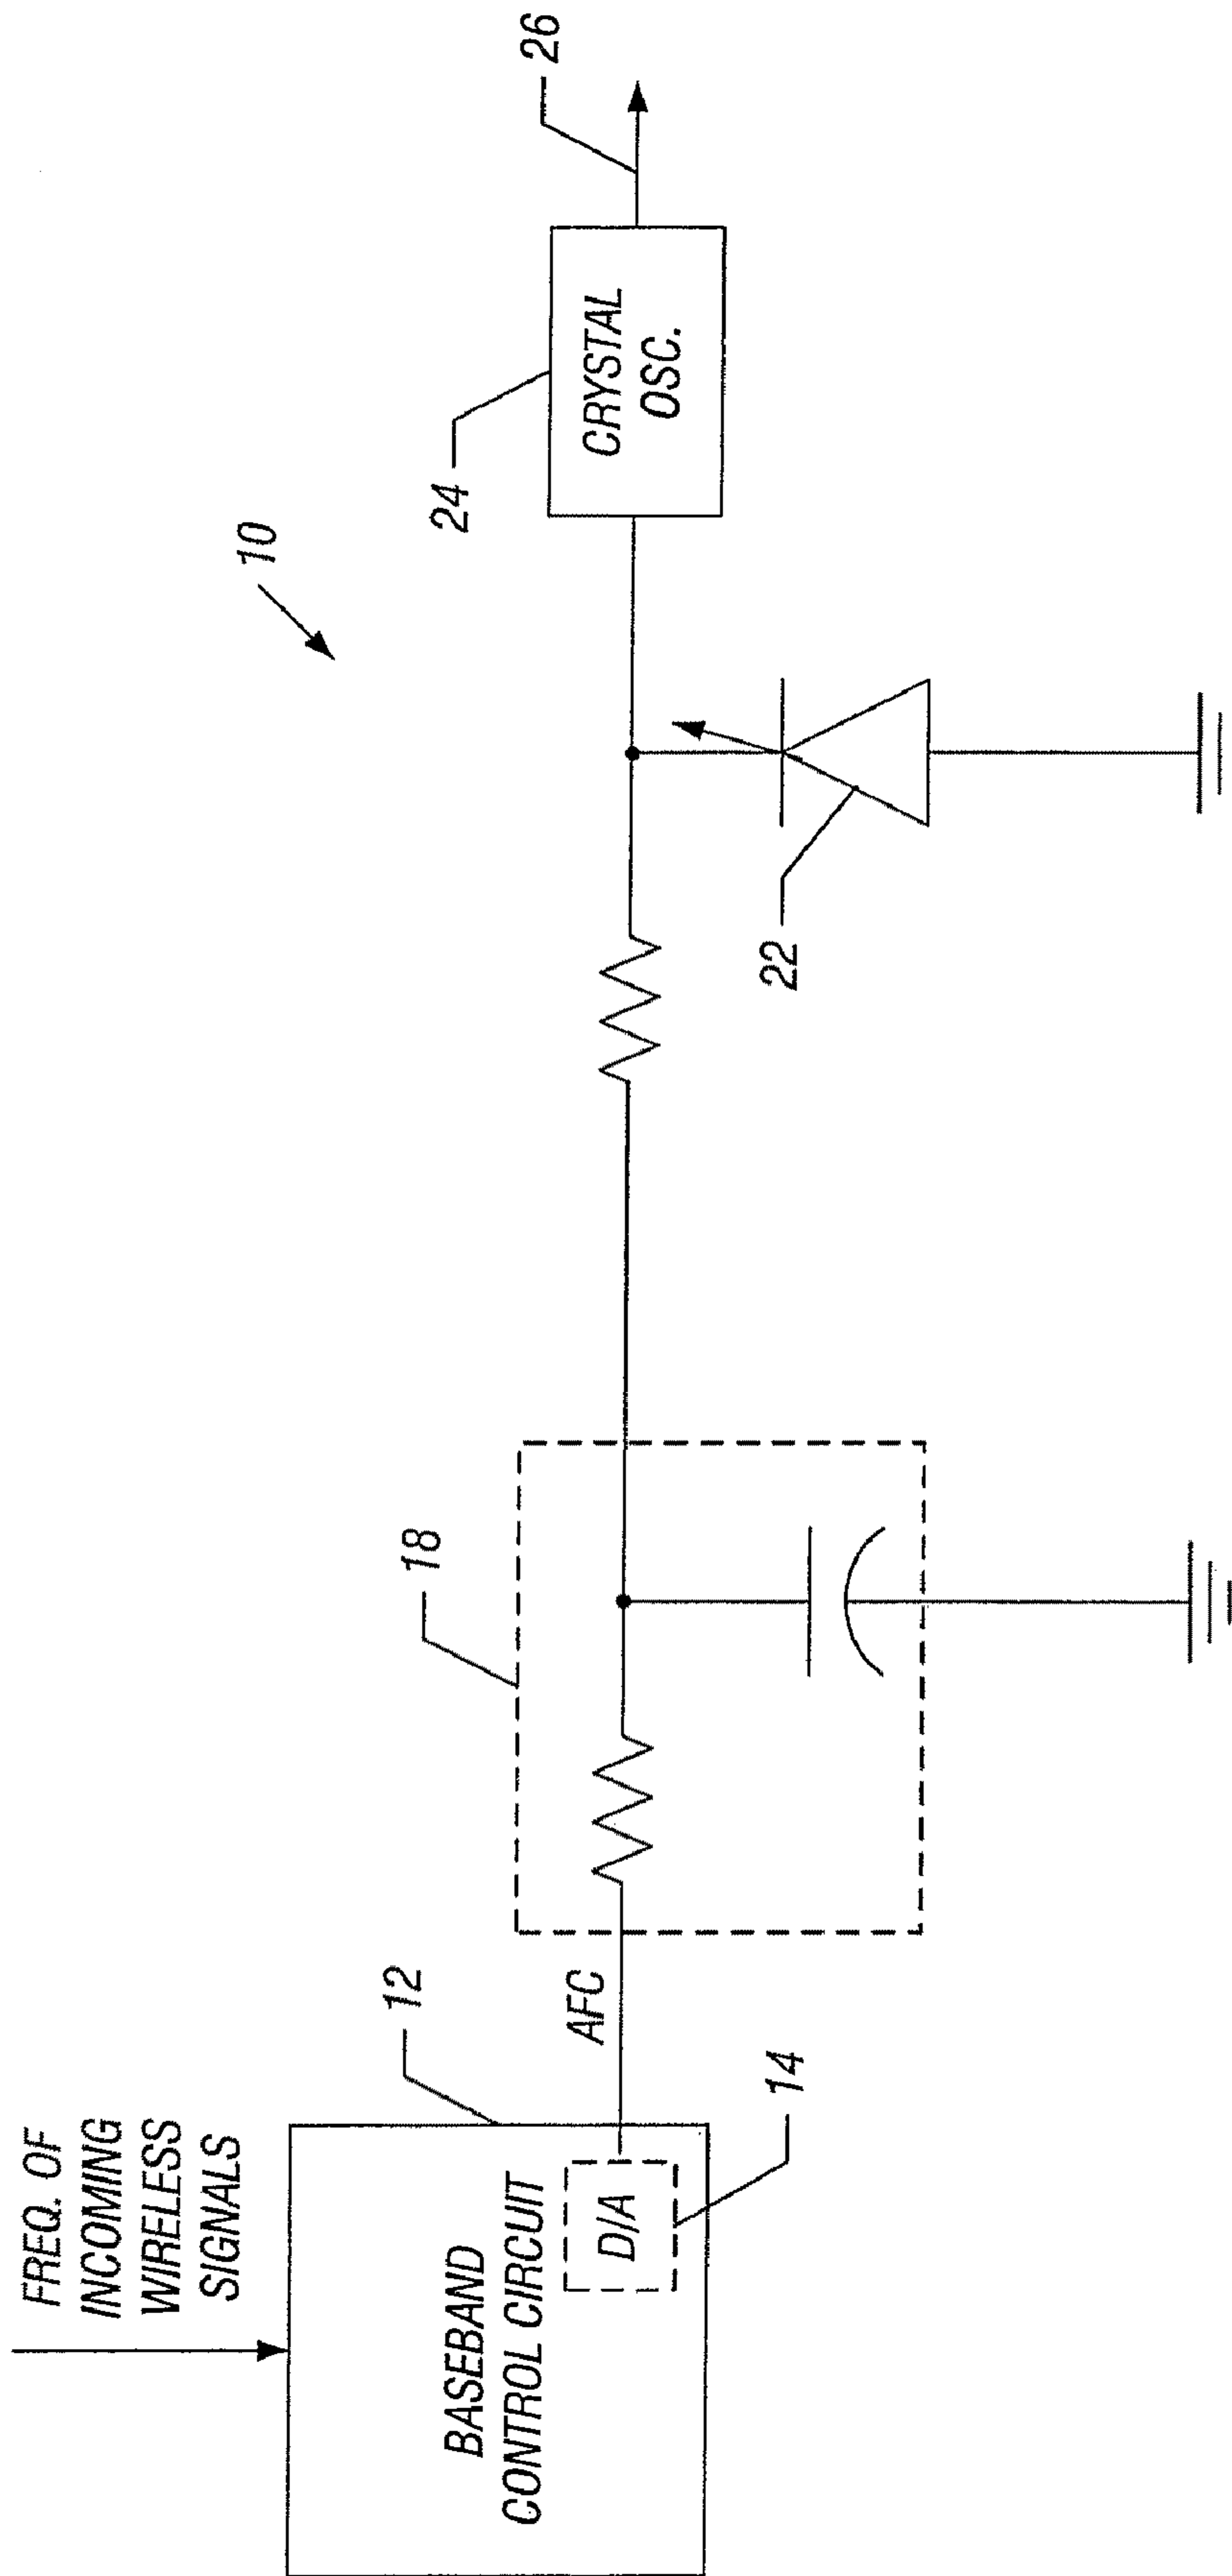 FREQ. OF
INCOMING
WIRELESS
SIGNALS
BASEBAND
CONTROL CIRCUIT
D/A
12
14
AFC
18
10
22
24
CRYSTAL
OSC.
26